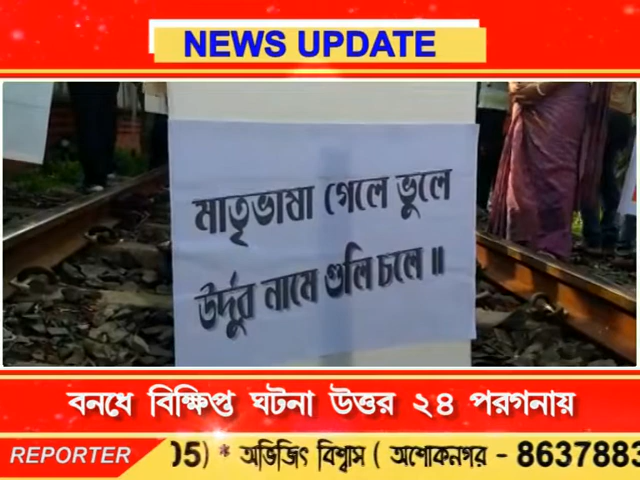 NEWS UPDATE
মাতৃভাষা গেলে ভুলে
উর্দুর নামে গুলি চলে ॥
বনধে বিক্ষিপ্ত ঘটনা উত্তর ২৪ পরগনায়
REPORTER
05) * অভিজিৎ বিশ্বাস ( অশোকনগর - 8637883